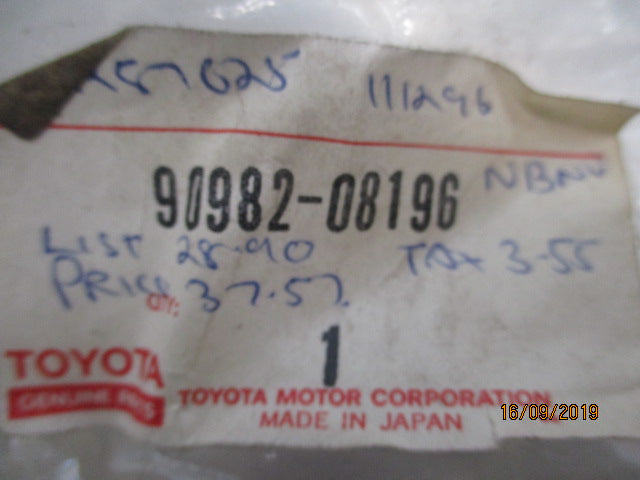 111296
90982-08196
LIST 28.90 TAX 3-55
PRICE 37.57.
QTY:
1
TOYOTA
GENUINE PARTS
TOYOTA MOTOR CORPORATION
MADE IN JAPAN
16/09/2019